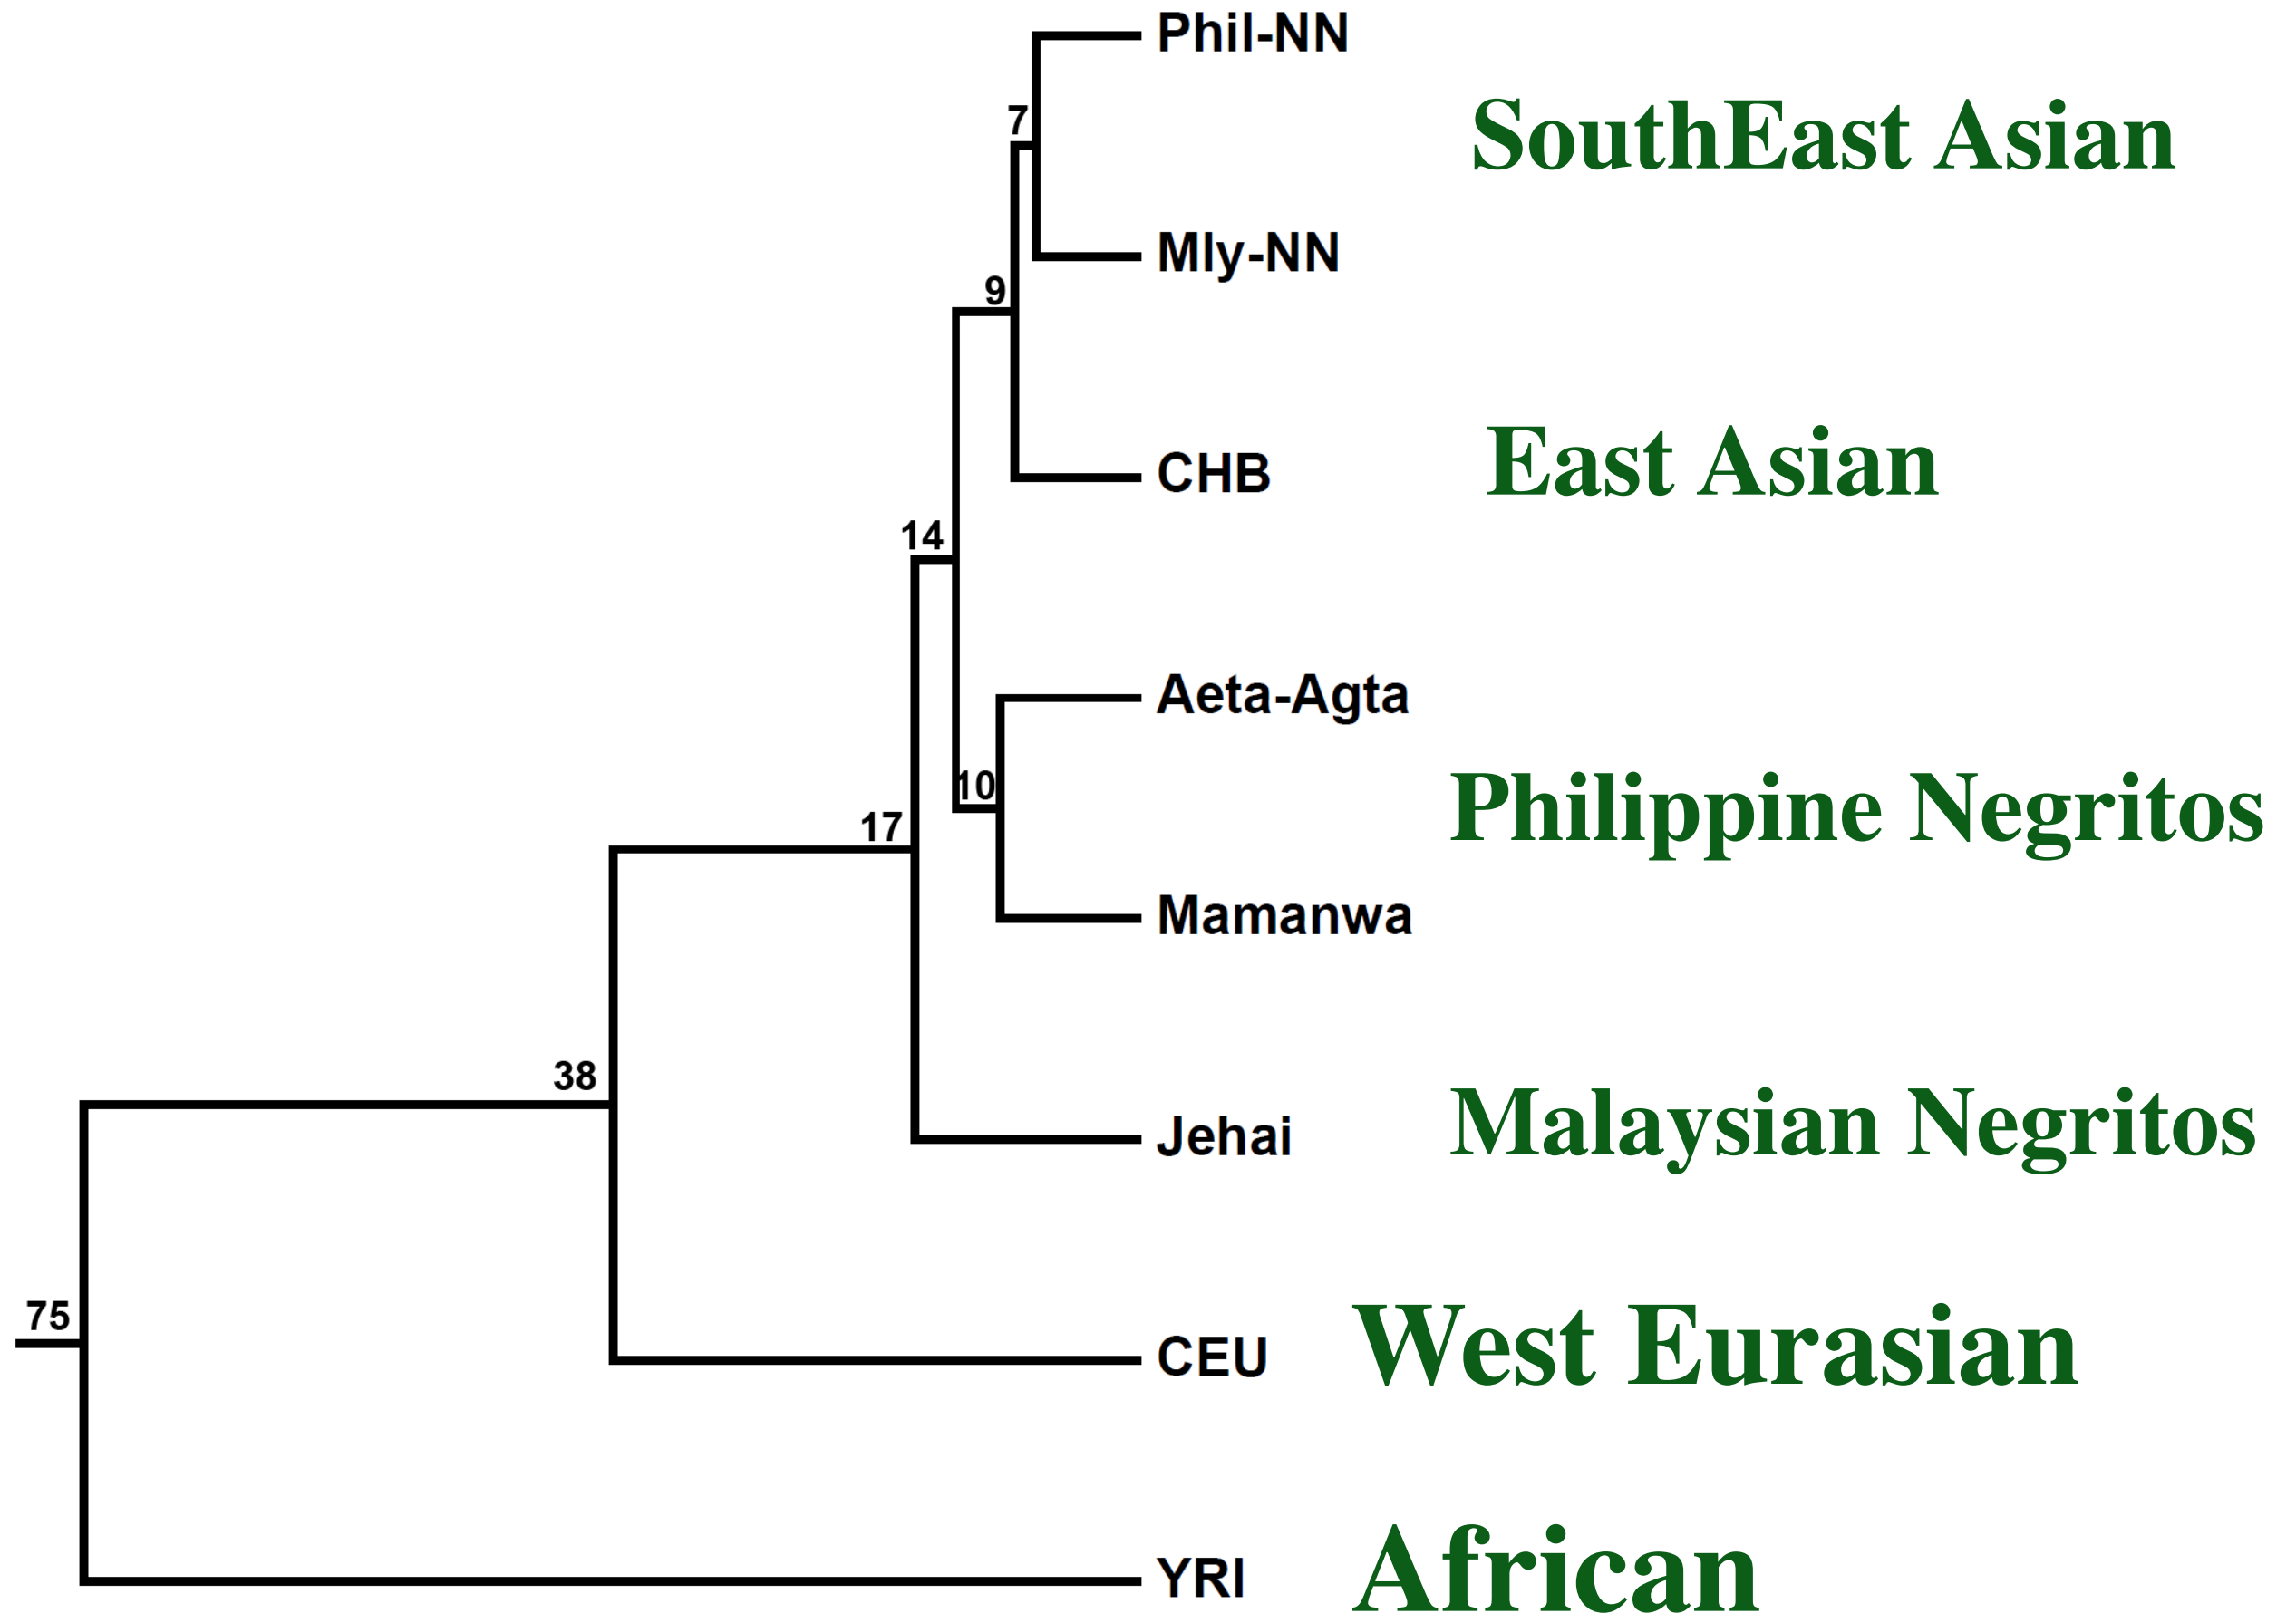 Phil-NN
7
SouthEast Asian
Mly-NN
9
CHB
East Asian
14
Aeta-Agta
10
Philippine Negritos
17
Mamanwa
38
Jehai
Malaysian Negritos
75
CEU
West Eurasian
YRI
African